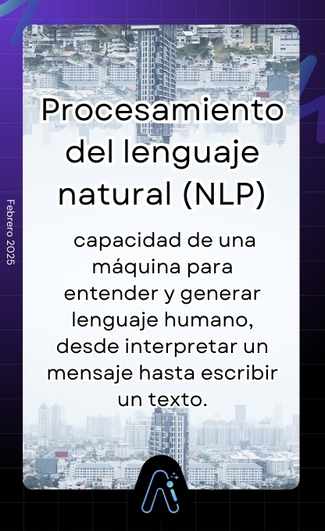 Procesamiento
del lenguaje
natural (NLP)
capacidad de una
máquina para
entender y generar
lenguaje humano,
desde interpretar un
mensaje hasta escribir
un texto.
Febrero 2025
Ai